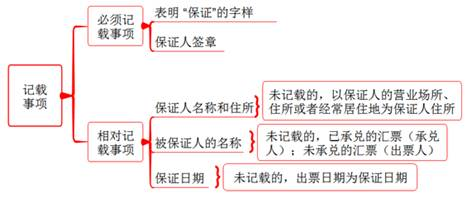 记载
事项
必须记
载事项
表明 “保证”的字样
保证人签章
相对记
载事项
保证人名称和住所
未记载的，以保证人的营业场所、
住所或者经常居住地为保证人住所
被保证人的名称
未记载的，已承兑的汇票（承兑
人）；未承兑的汇票（出票人）
保证日期
未记载的，出票日期为保证日期